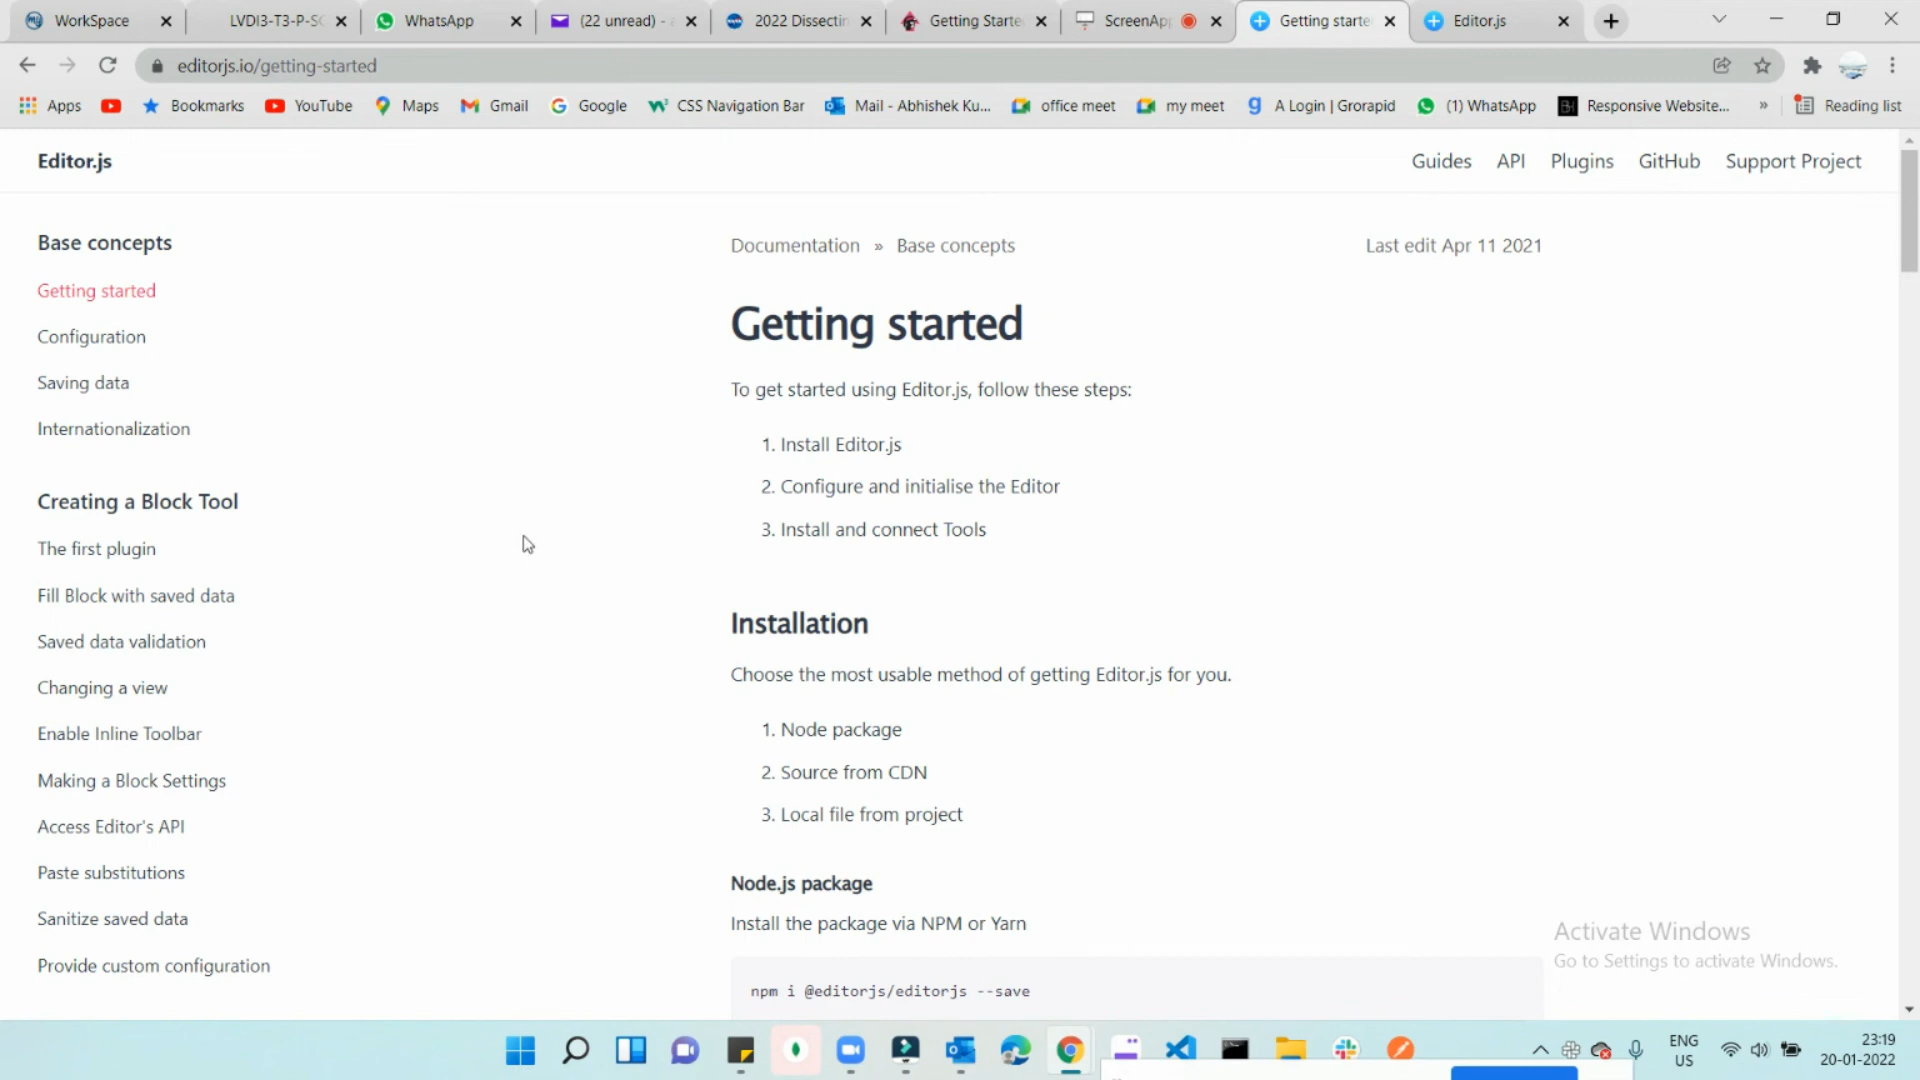 WorkSpace
LVDI3-T3-P-SC
WhatsApp
(22 unread) -
2022 Dissectin
Getting Starte
ScreenApp
Getting starte
Editor.js
editorjs.io/getting-started
Apps
Bookmarks
YouTube
Maps
Gmail
Google
CSS Navigation Bar
Mail - Abhishek Ku...
office meet
my meet
A Login | Grorapid
(1) WhatsApp
Responsive Website...
»
Reading list
Editor.js
Guides
API
Plugins
GitHub
Support Project
Base concepts
Getting started
Configuration
Saving data
Internationalization
Creating a Block Tool
The first plugin
Fill Block with saved data
Saved data validation
Changing a view
Enable Inline Toolbar
Making a Block Settings
Access Editor's API
Paste substitutions
Sanitize saved data
Provide custom configuration
Documentation » Base concepts
Last edit Apr 11 2021
Getting started
To get started using Editor.js, follow these steps:
1. Install Editor.js
2. Configure and initialise the Editor
3. Install and connect Tools
Installation
Choose the most usable method of getting Editor.js for you.
1. Node package
2. Source from CDN
3. Local file from project
Node.js package
Install the package via NPM or Yarn
npm i @editorjs/editorjs --save
Activate Windows
Go to Settings to activate Windows.
ENG
US
23:19
20-01-2022